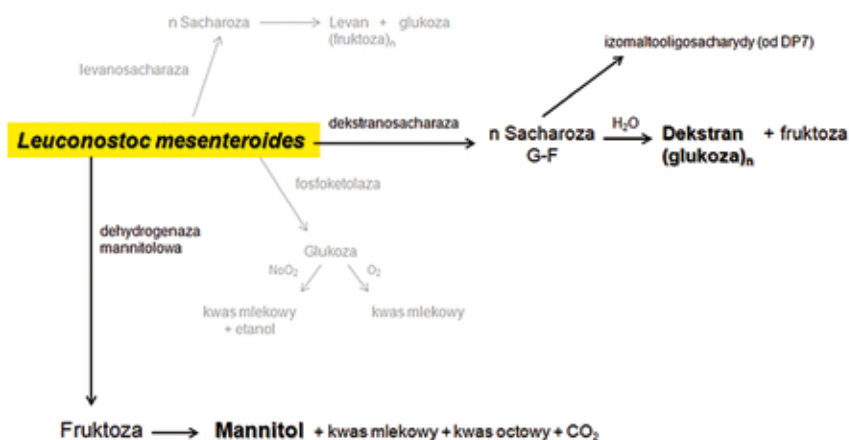 n Sacharoza → Levan + glukoza
(fruktoza)n
levanosacharaza
izomaltooligosacharydy (od DP7)
Leuconostoc mesenteroides
dekstranosacharaza
n Sacharoza
G-F
H₂O
Dekstran + fruktoza
(glukoza)n
fosfoketolaza
dehydrogenaza
mannitolowa
Glukoza
NoO₂
O₂
kwas mlekowy
+ etanol
kwas mlekowy
Fruktoza → Mannitol + kwas mlekowy + kwas octowy + CO₂